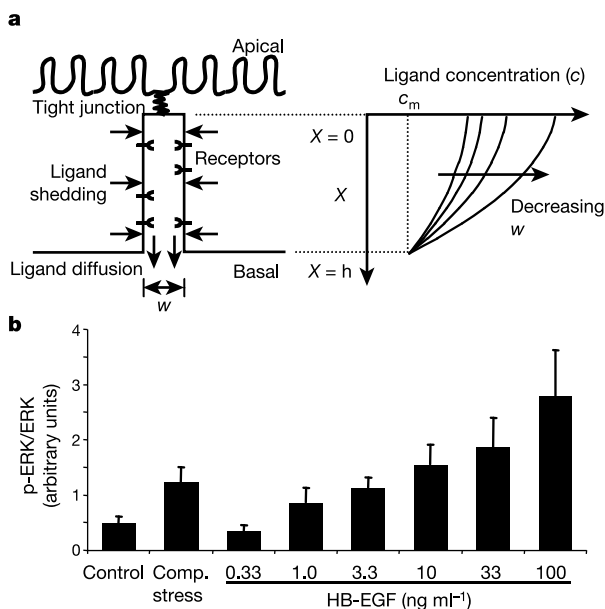 a
Apical
Tight junction
Ligand shedding
Receptors
Ligand diffusion
Basal
w
Ligand concentration (c)
cm
X = 0
X
X = h
Decreasing w
b
p-ERK/ERK
(arbitrary units)
4
3
2
1
0
Control
Comp. stress
0.33
1.0
3.3
10
33
100
HB-EGF (ng ml⁻¹)